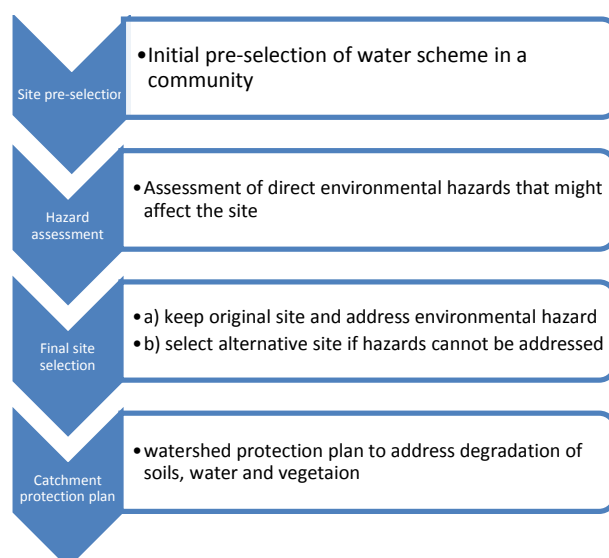 Site pre-selection
•Initial pre-selection of water scheme in a
community
Hazard
assessment
•Assessment of direct environmental hazards that might
affect the site
Final site
selection
•a) keep original site and address environmental hazard
•b) select alternative site if hazards cannot be addressed
Catchment
protection plan
•watershed protection plan to address degradation of
soils, water and vegetaion